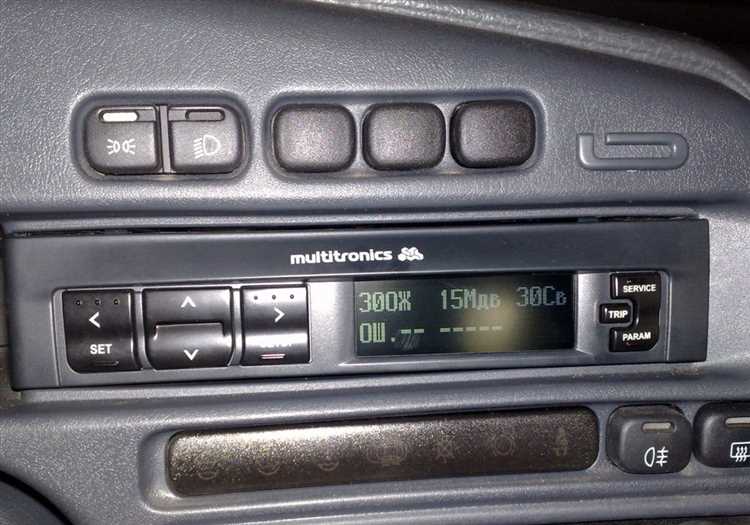 multitronics
300Ж 15Мдв 30Св
ОШ.-- -----
SET
SERVICE
TRIP
PARAM